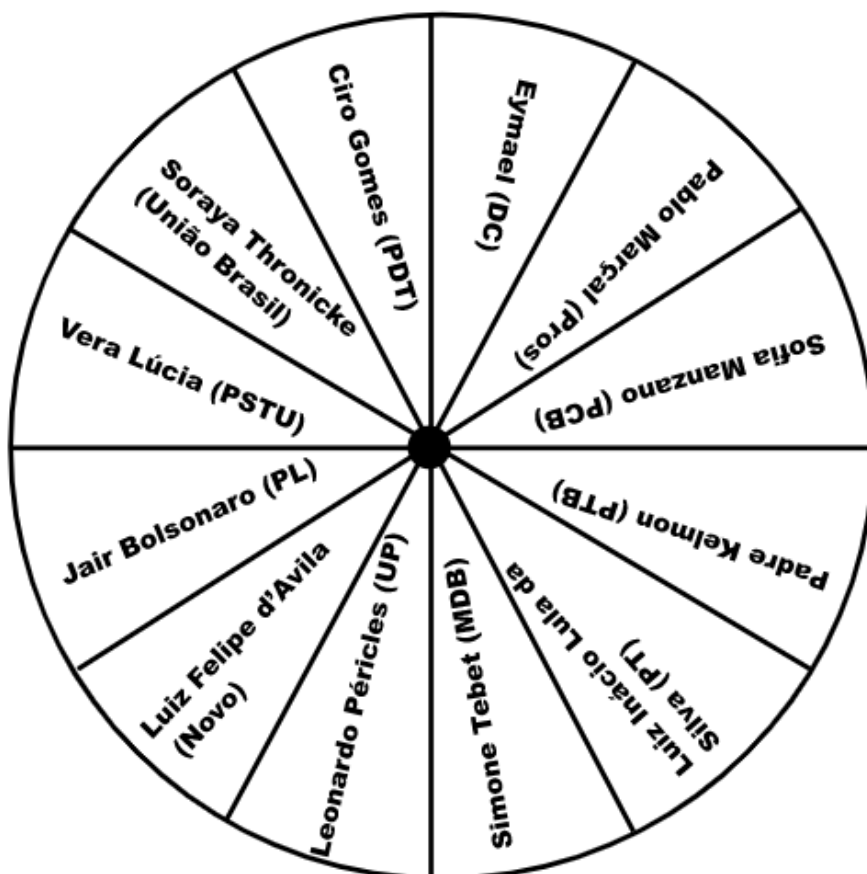 Ciro Gomes (PDT)
Eymael (DC)
Pablo Marçal (Pros)
Sofia Manzano (PCB)
Padre Kelmon (PTB)
Luiz Inácio Lula da
Silva (PT)
Simone Tebet (MDB)
Leonardo Péricles (UP)
Luiz Felipe d'Avila
(Novo)
Jair Bolsonaro (PL)
Vera Lúcia (PSTU)
Soraya Thronicke
(União Brasil)